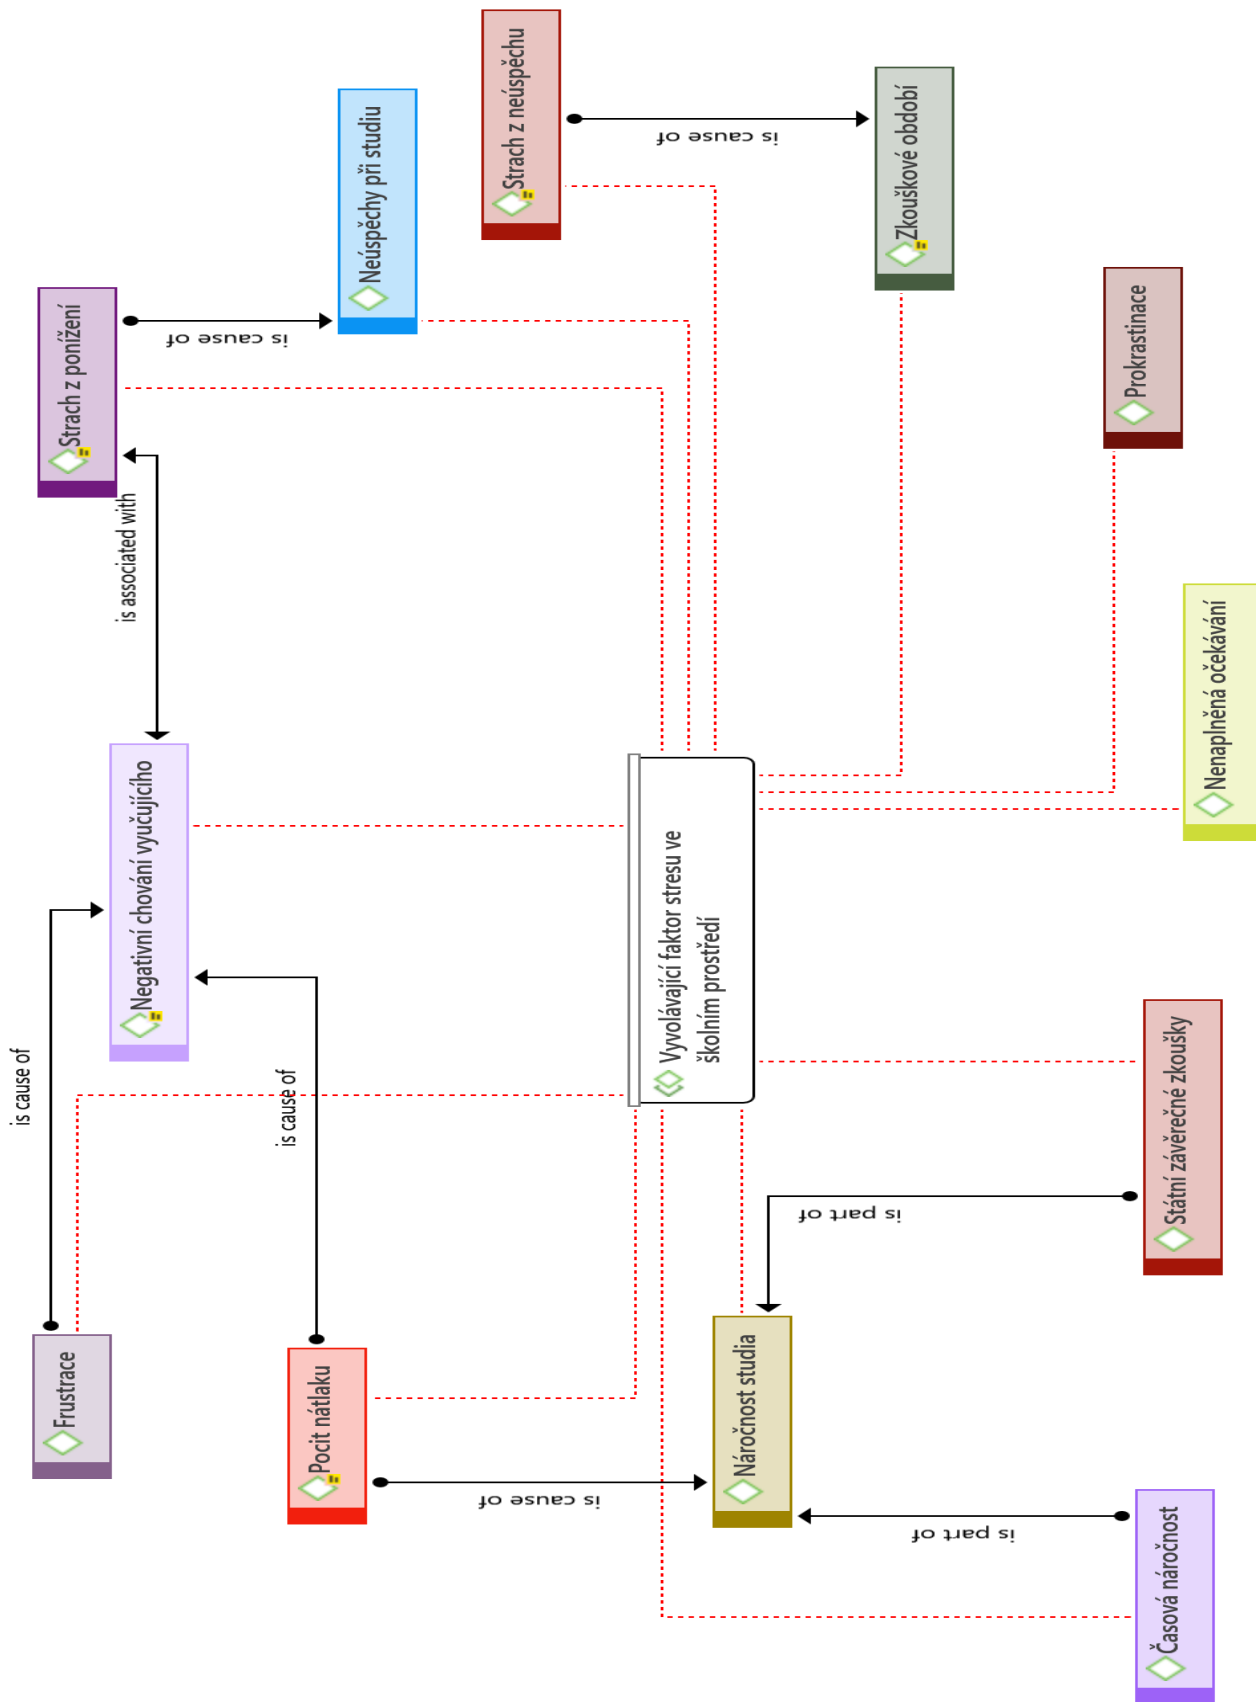 is cause of
Frustrace
Strach z ponížení
is associated with
Negativní chování vyučujícího
is cause of
is cause of
Pocit nátlaku
Neúspěchy při studiu
Strach z neúspěchu
is cause of
Vyvolávající faktor stresu ve
školním prostředí
is cause of
Náročnost studia
is part of
Zkouškové období
is part of
Prokrastinace
Časová náročnost
Státní závěrečné zkoušky
Nenaplněná očekávání